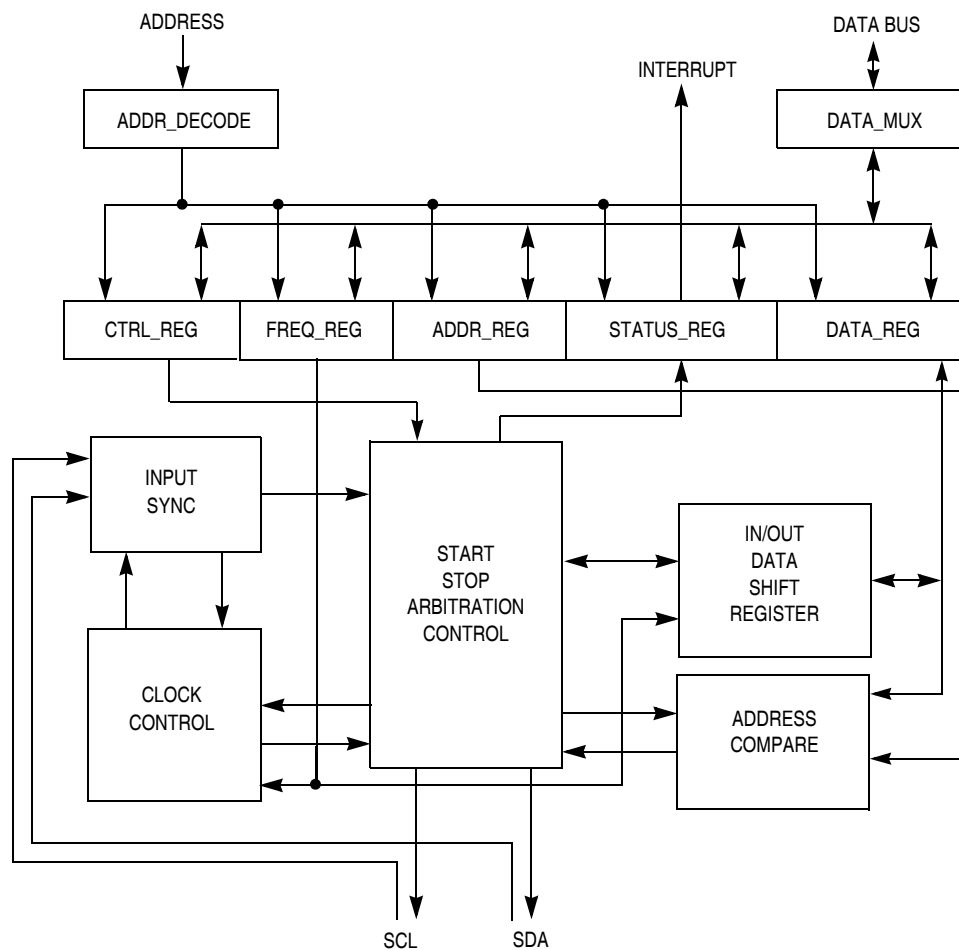 ADDRESS
DATA BUS
INTERRUPT
ADDR_DECODE
DATA_MUX
CTRL_REG
FREQ_REG
ADDR_REG
STATUS_REG
DATA_REG
INPUT
SYNC
START
STOP
ARBITRATION
CONTROL
IN/OUT
DATA
SHIFT
REGISTER
CLOCK
CONTROL
ADDRESS
COMPARE
SCL
SDA